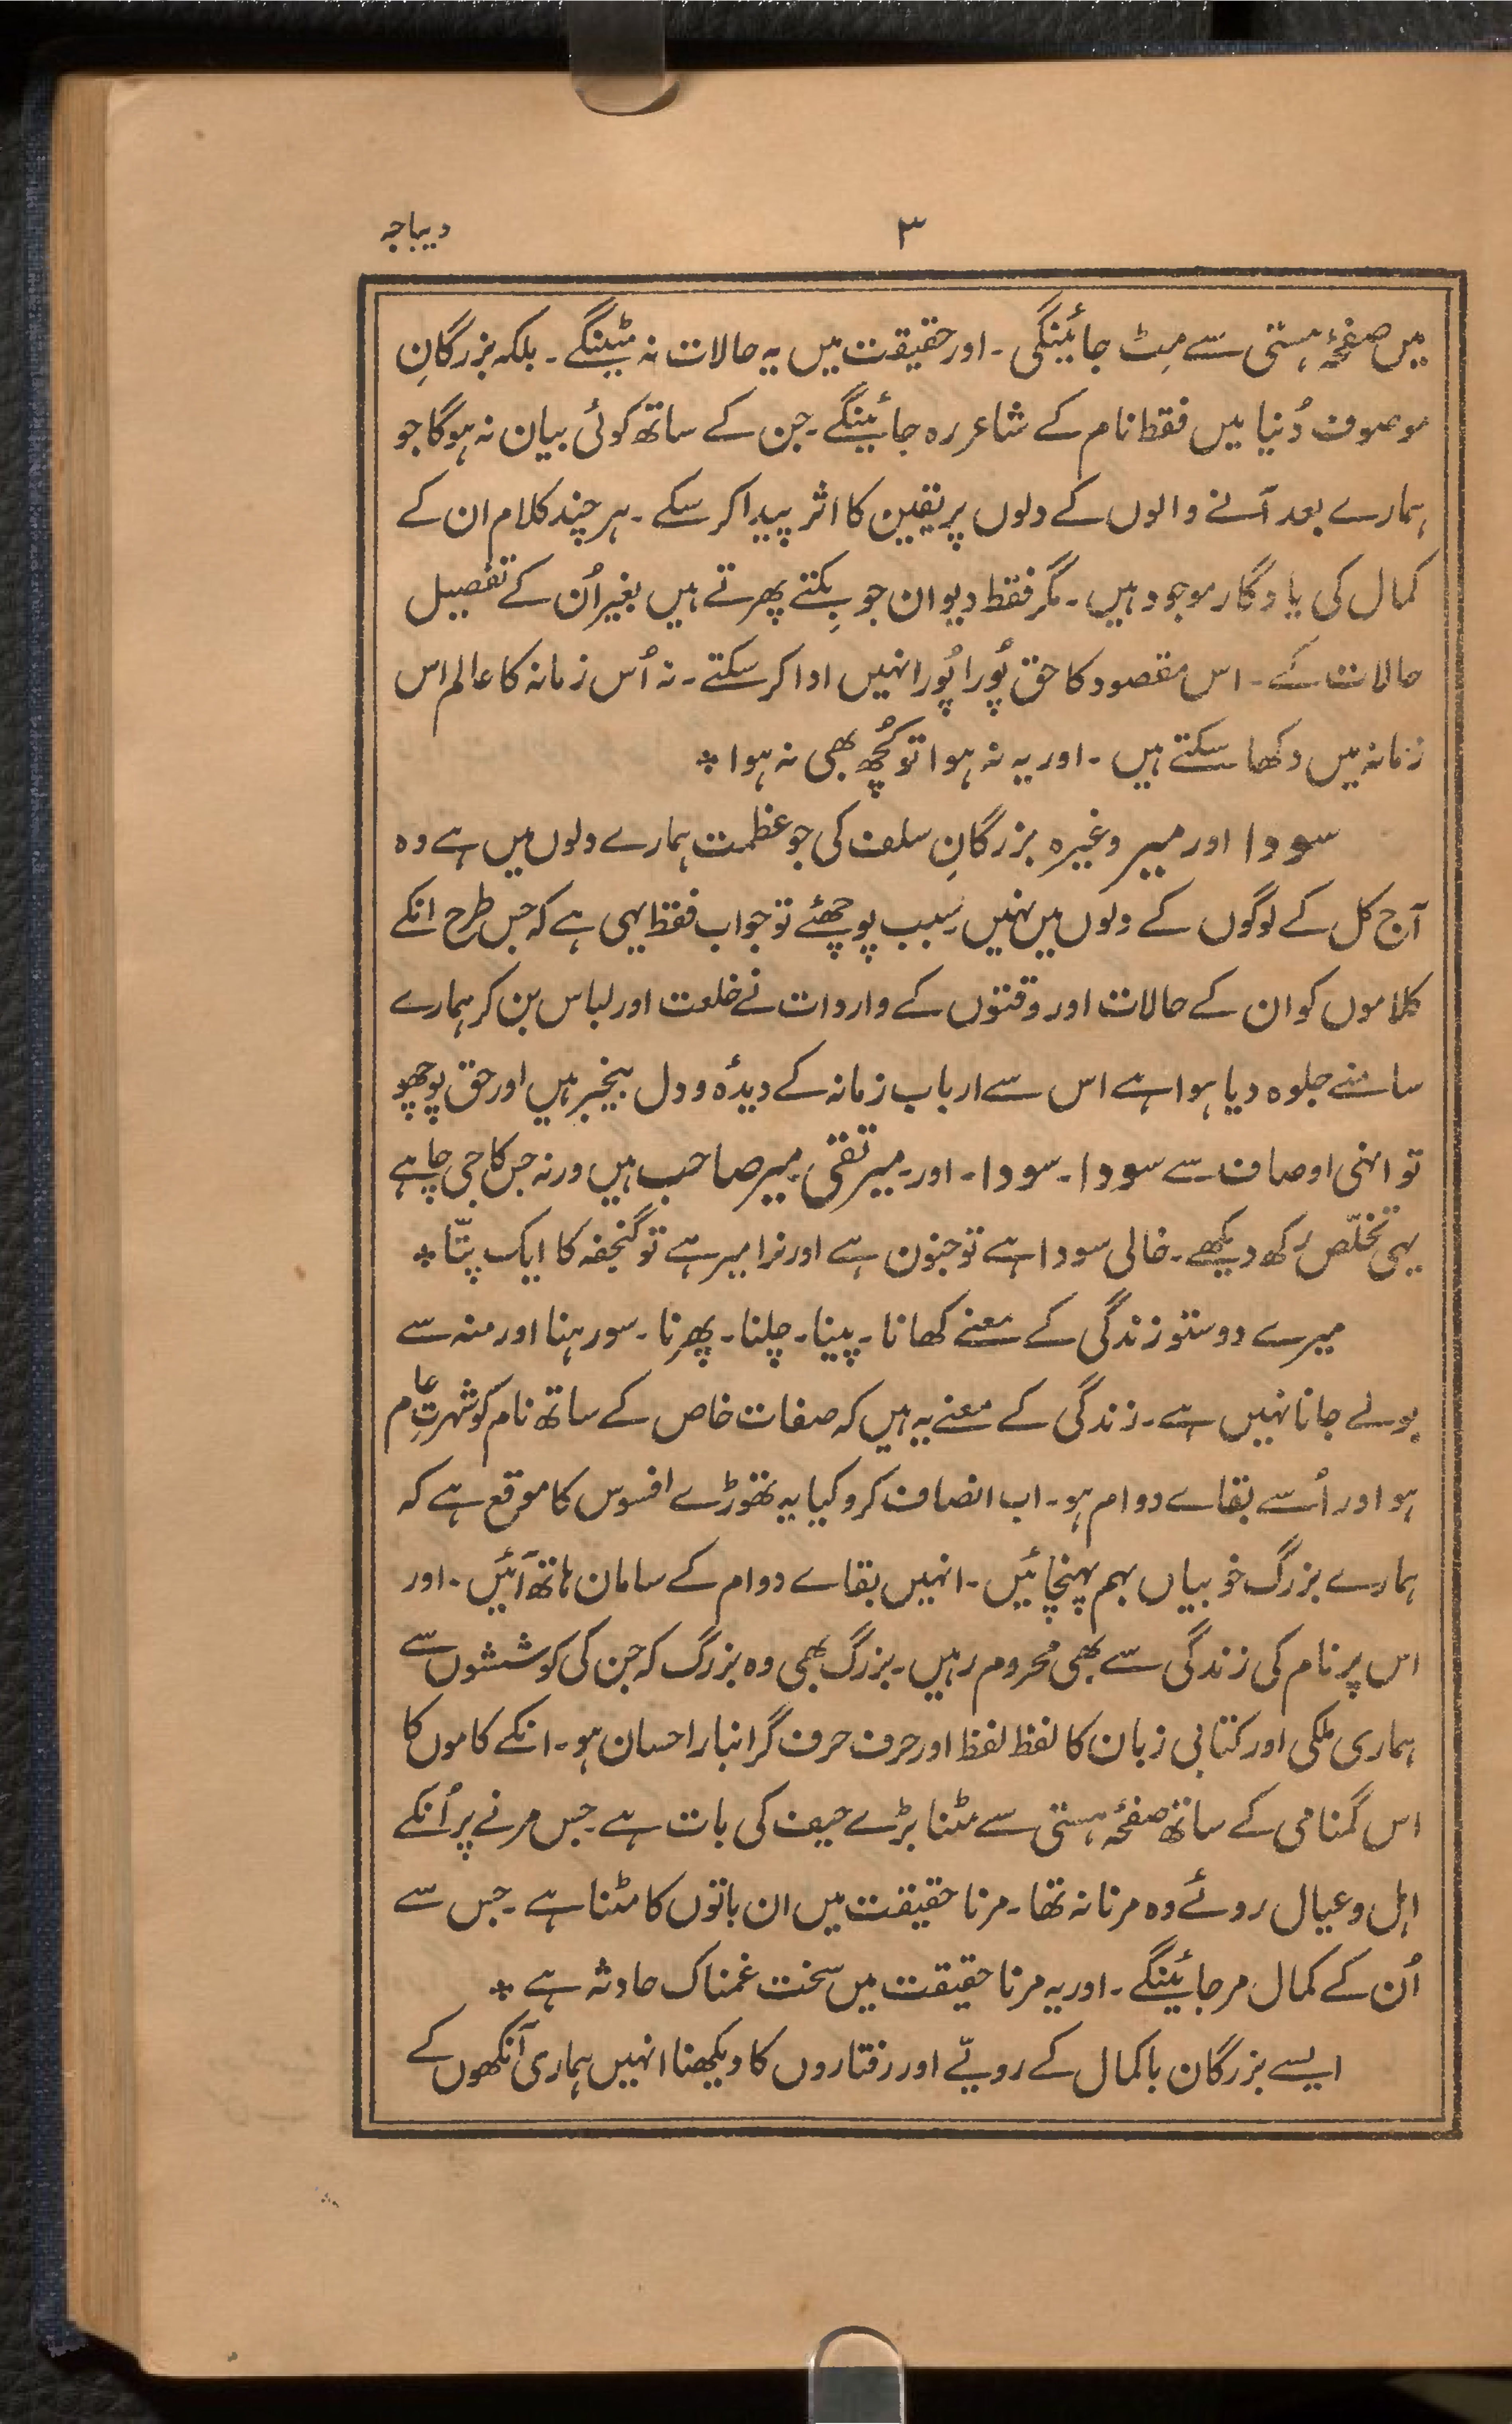 ۳
دیباچہ
میں صفحۂ ہستی سے مِٹ جائینگی ۔ اور حقیقت میں یہ حالات نہ مٹینگے ۔ بلکہ بزرگانِ
موصوف دُنیا میں فقط نام کے شاعر رہ جائینگے ۔ جن کے ساتھ کوئی بیان نہ ہوگا جو
ہمارے بعد آنے والوں کے دلوں پر یقین کا اثر پیدا کر سکے ۔ ہر چند کلام ان کے
کمال کی یادگار موجود ہیں ۔ مگر فقط دیوان جو بِکتے پھرتے ہیں بغیر اُن کے تفصیل
حالات کے ۔ اس مقصود کا حق پُورا پُورا نہیں ادا کر سکتے ۔ نہ اُس زمانہ کا عالم اس
زمانہ میں دکھا سکتے ہیں ۔ اور یہ نہ ہوا تو کُچھ بھی نہ ہوا *
سودا اور میر وغیرہ بزرگانِ سلف کی جو عظمت ہمارے دلوں میں ہے وہ
آج کل کے لوگوں کے دلوں میں نہیں سبب پوچھئے تو جواب فقط یہی ہے کہ جس طرح انکے
کلاموں کو ان کے حالات اور وقتوں کے واردات نے خلعت اور لباس بن کر ہمارے
سامنے جلوہ دیا ہوا ہے اس سے ارباب زمانہ کے دیدۂ و دل بیخبر ہیں اور حق پوچھو
تو انہی اوصاف سے سودا ۔ سودا ۔ اور ۔ میر تقی میر صاحب ہیں ورنہ جس کا جی چاہے
یہی تخلّص رکھ دیکھے ۔ خالی سودا ہے تو جنون ہے اور نرا میر ہے تو گنجفہ کا ایک پتّا *
میرے دوستو زندگی کے معنے کھانا ۔ پینا ۔ چلنا ۔ پھرنا ۔ سو رہنا اور منہ سے
بولے جانا نہیں ہے ۔ زندگی کے معنے یہ ہیں کہ صفات خاص کے ساتھ نام کو شہرتِ عام
ہو اور اُسے بقاے دوام ہو ۔ اب انصاف کرو کیا یہ تھوڑے افسوس کا موقع ہے کہ
ہمارے بزرگ خوبیاں بہم پہنچائیں ۔ انہیں بقاے دوام کے سامان ہاتھ آئیں ۔ اور
اس پر نام کی زندگی سے بھی محروم رہیں ۔ بزرگ بھی وہ بزرگ کہ جن کی کوششوں سے
ہماری ملکی اور کتابی زبان کا لفظ لفظ اور حرف حرف گرانبار احسان ہو ۔ انکے کاموں کا
اس گمنامی کے ساتھ صفحۂ ہستی سے مٹنا بڑے حیف کی بات ہے ۔ جس مرنے پر اُنکے
اہل و عیال روئے وہ مرنا نہ تھا ۔ مرنا حقیقت میں ان باتوں کا مٹنا ہے ۔ جس سے
اُن کے کمال مر جائینگے ۔ اور یہ مرنا حقیقت میں سخت غمناک حادثہ ہے *
ایسے بزرگان باکمال کے رویّے اور رفتاروں کا دیکھنا انہیں ہماری آنکھوں کے